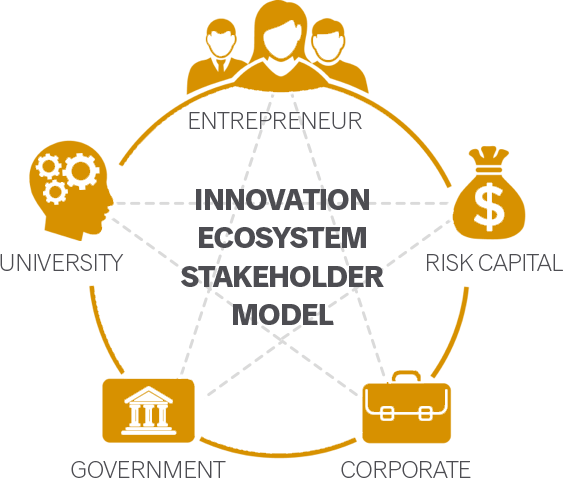 ENTREPRENEUR
INNOVATION
ECOSYSTEM
STAKEHOLDER
MODEL
$
UNIVERSITY
RISK CAPITAL
GOVERNMENT
CORPORATE